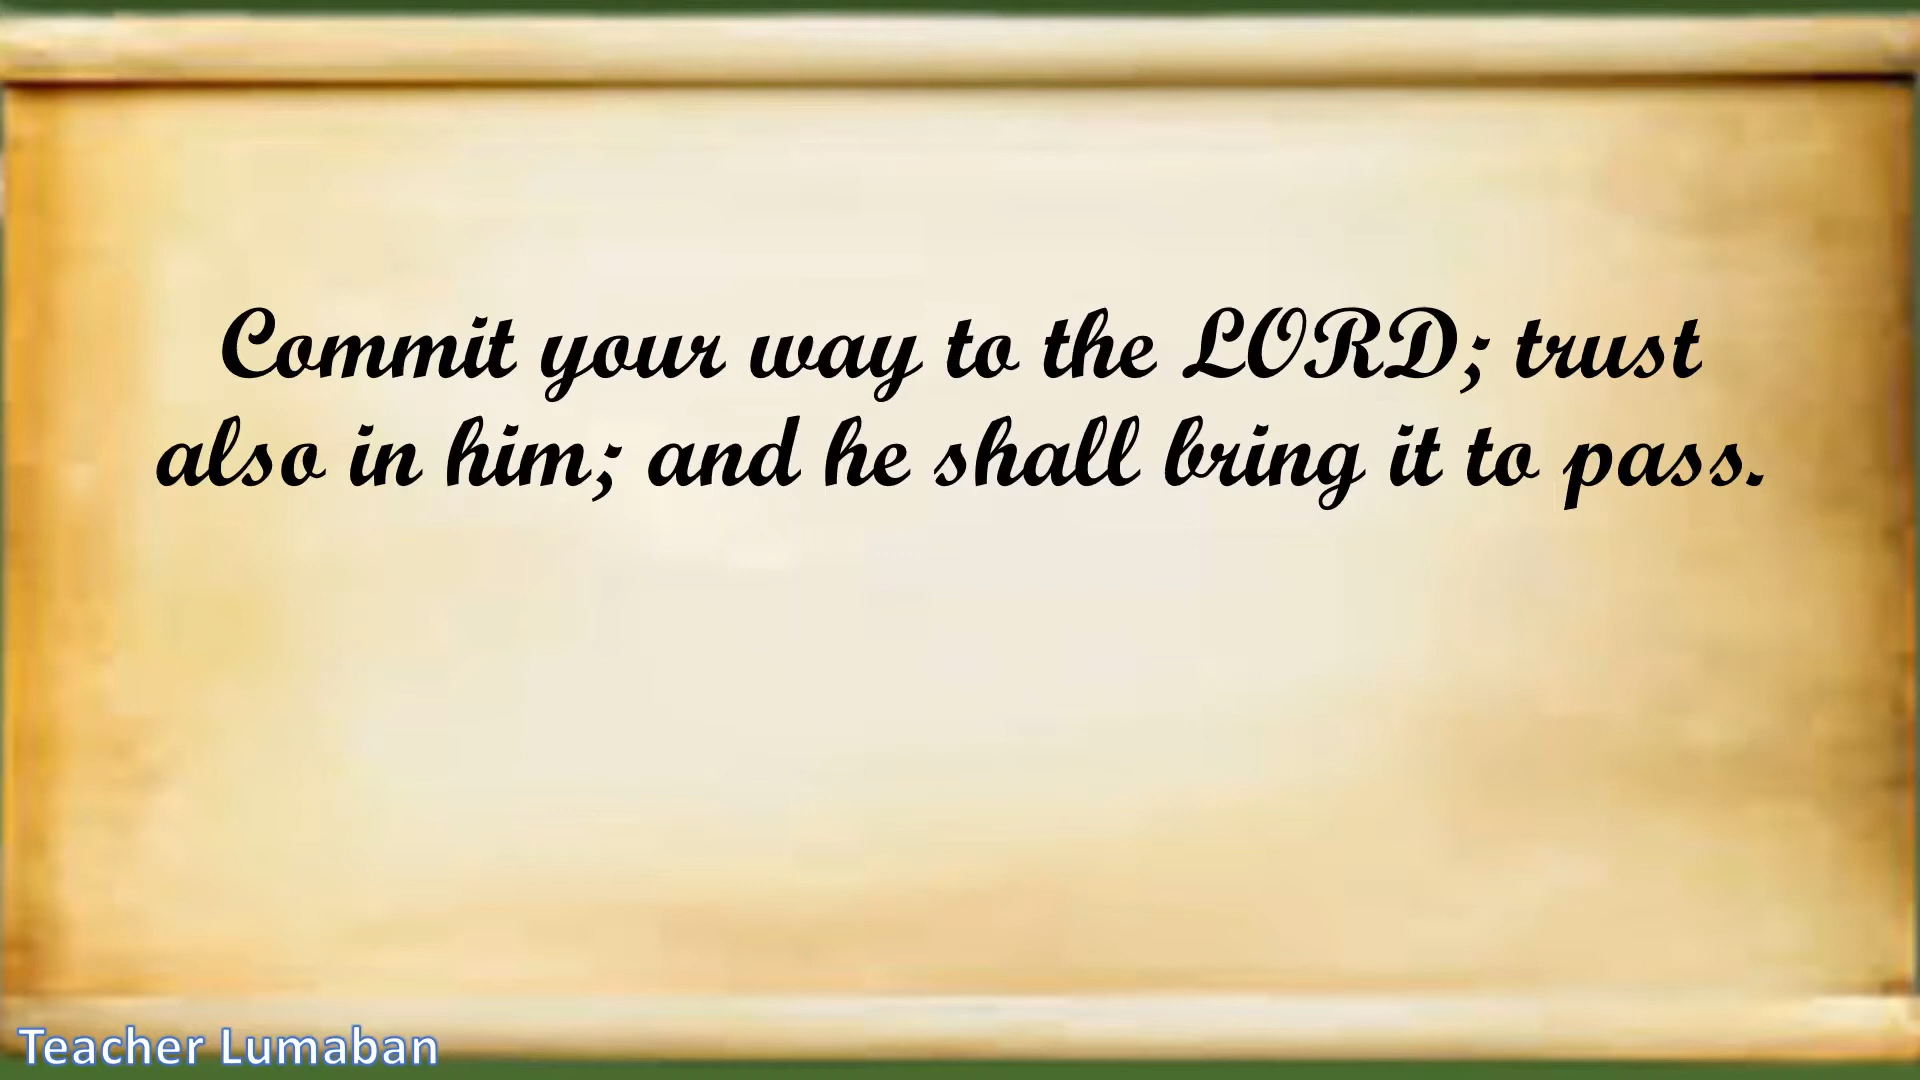 Commit your way to the LORD; trust
also in him; and he shall bring it to pass.
Teacher Lumaban